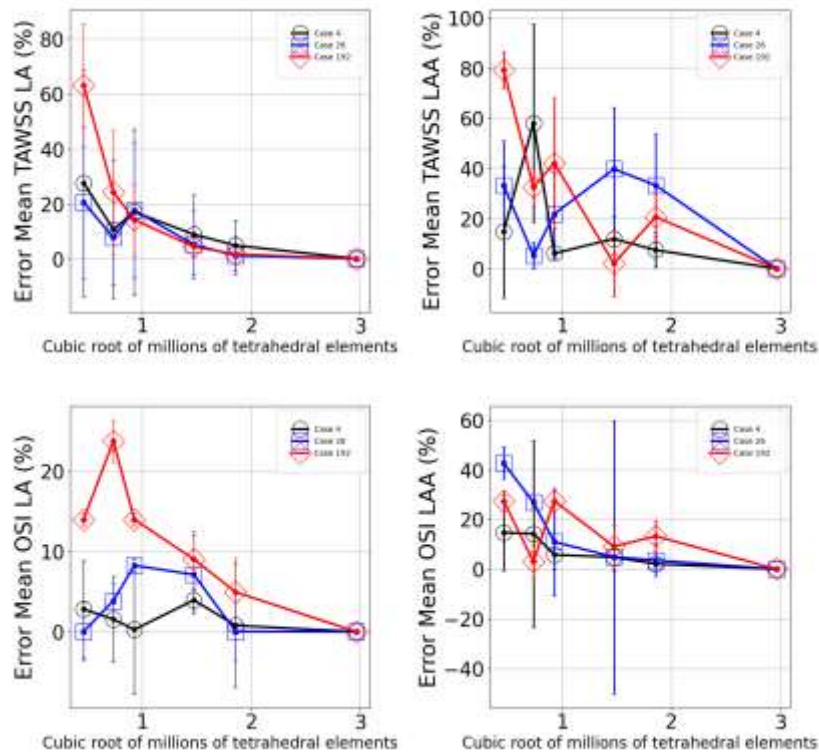 Error Mean TAWSS LA (%)
80
60
40
20
0
1
2
3
Cubic root of millions of tetrahedral elements
Case 4
Case 26
Case 192
Error Mean TAWSS LAA (%)
100
80
60
40
20
0
1
2
3
Cubic root of millions of tetrahedral elements
Case 4
Case 26
Case 192
Error Mean OSI LA (%)
20
10
0
1
2
3
Cubic root of millions of tetrahedral elements
Case 4
Case 26
Case 192
Error Mean OSI LAA (%)
60
40
20
0
−20
−40
1
2
3
Cubic root of millions of tetrahedral elements
Case 4
Case 26
Case 192